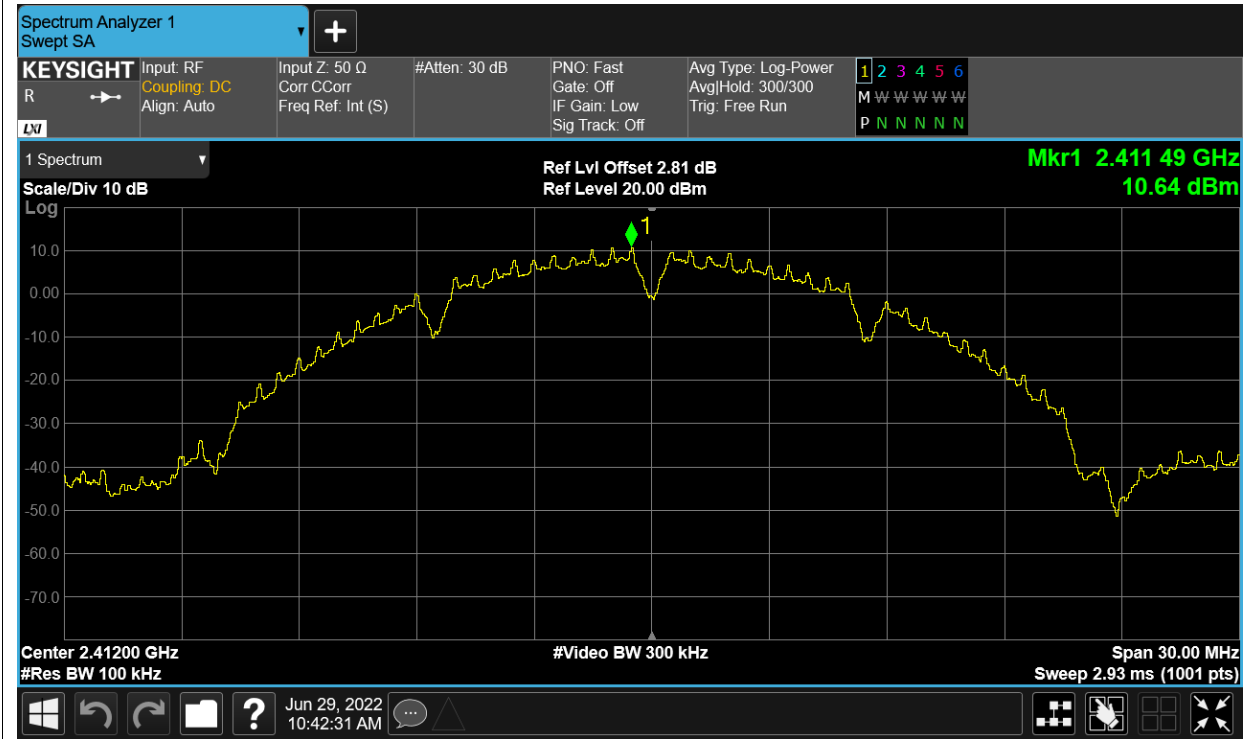 Spectrum Analyzer 1
Swept SA
+
KEYSIGHT
R
LXI
Input: RF
Coupling: DC
Align: Auto
Input Z: 50 Ω
Corr CCorr
Freq Ref: Int (S)
#Atten: 30 dB
PNO: Fast
Gate: Off
IF Gain: Low
Sig Track: Off
Avg Type: Log-Power
Avg|Hold: 300/300
Trig: Free Run
1 2 3 4 5 6
M W W W W W
P N N N N N
1 Spectrum
Scale/Div 10 dB
Log
Ref Lvl Offset 2.81 dB
Ref Level 20.00 dBm
Mkr1 2.411 49 GHz
10.64 dBm
1
10.0
0.00
-10.0
-20.0
-30.0
-40.0
-50.0
-60.0
-70.0
Center 2.41200 GHz
#Res BW 100 kHz
#Video BW 300 kHz
Span 30.00 MHz
Sweep 2.93 ms (1001 pts)
?
Jun 29, 2022
10:42:31 AM